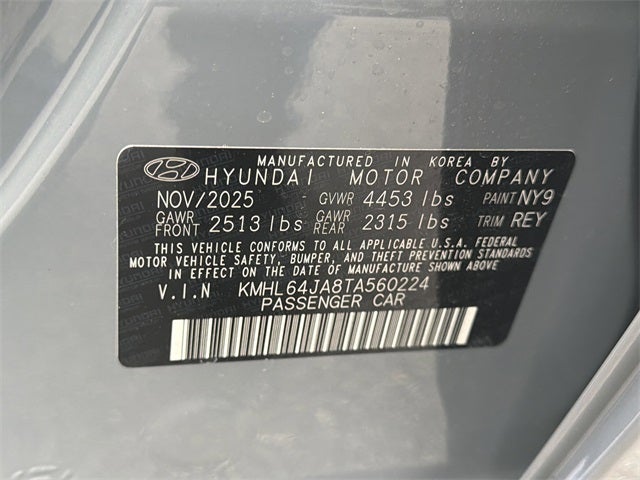 MANUFACTURED IN KOREA BY
HYUNDAI MOTOR COMPANY
NOV/2025 GVWR 4453 lbs PAINT NY9
GAWR FRONT 2513 lbs GAWR REAR 2315 lbs TRIM REY
THIS VEHICLE CONFORMS TO ALL APPLICABLE U.S.A. FEDERAL
MOTOR VEHICLE SAFETY, BUMPER, AND THEFT PREVENTION STANDARDS
IN EFFECT ON THE DATE OF MANUFACTURE SHOWN ABOVE
V.I.N KMHL64JA8TA560224
PASSENGER CAR